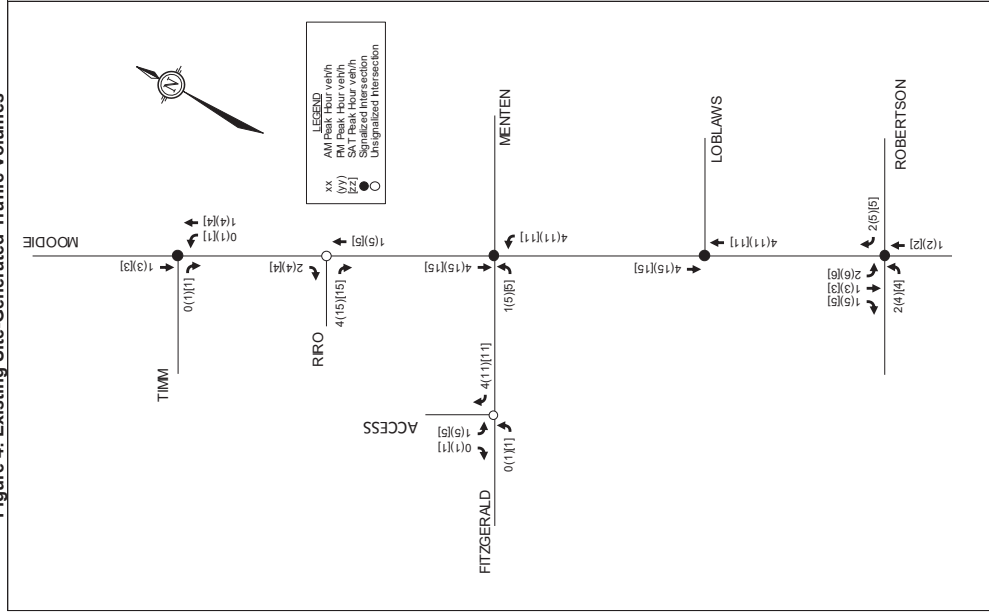 Figure 4: Existing Site-Generated Traffic Volumes
MOODIE
N
LEGEND
xx AM Peak Hour veh/h
(yy) PM Peak Hour veh/h
[zz] SAT Peak Hour veh/h
Signalized Intersection
Unsignalized Intersection
1(3)[3]
1(4)[4]
0(1)[1]
0(1)[1]
TIMM
2(4)[4]
1(5)[5]
4(15)[15]
RIRO
4(15)[15]
4(11)[11]
1(5)[5]
MENTEN
4(11)[11]
ACCESS
1(5)[5]
0(1)[1]
0(1)[1]
FITZGERALD
LOBLAWS
4(15)[15]
4(11)[11]
ROBERTSON
2(5)[5]
2(6)[6]
1(3)[3]
1(5)[5]
2(4)[4]
1(2)[2]